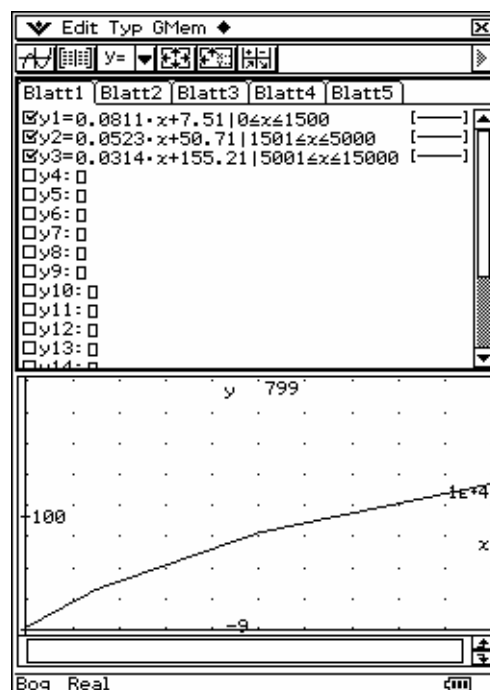 Edit Typ GMem ◆
y=
Blatt1 Blatt2 Blatt3 Blatt4 Blatt5
y1=0.0811·x+7.51|0≤x≤1500 [——]
y2=0.0523·x+50.71|1501≤x≤5000 [——]
y3=0.0314·x+155.21|5001≤x≤15000 [——]
y4:▯
y5:▯
y6:▯
y7:▯
y8:▯
y9:▯
y10:▯
y11:▯
y12:▯
y13:▯
y14:▯
y 799
1E+4
100
x
-9
Bog Real